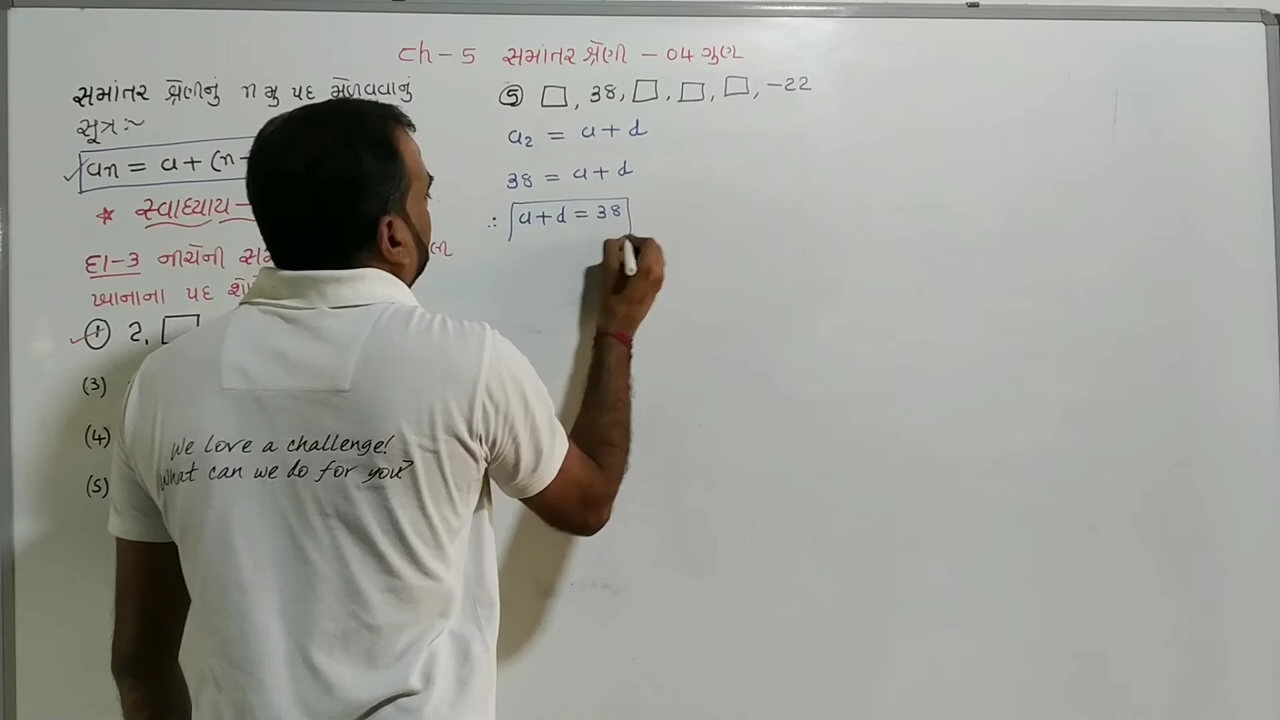 Ch - 5 સમાંતર શ્રેણી - 04 ગુણ
સમાંતર શ્રેણીનું n મુ પદ મેળવવાનું
સૂત્ર :-
an = a + (n -
* સ્વાધ્યાય -
દા-3 નીચેની
ખાનાના પદ
① 2, □
(3)
(4)
(5)
⑤ □, 38, □, □, □, -22
a₂ = a + d
38 = a + d
∴ a + d = 38
We love a challenge!
What can we do for you?